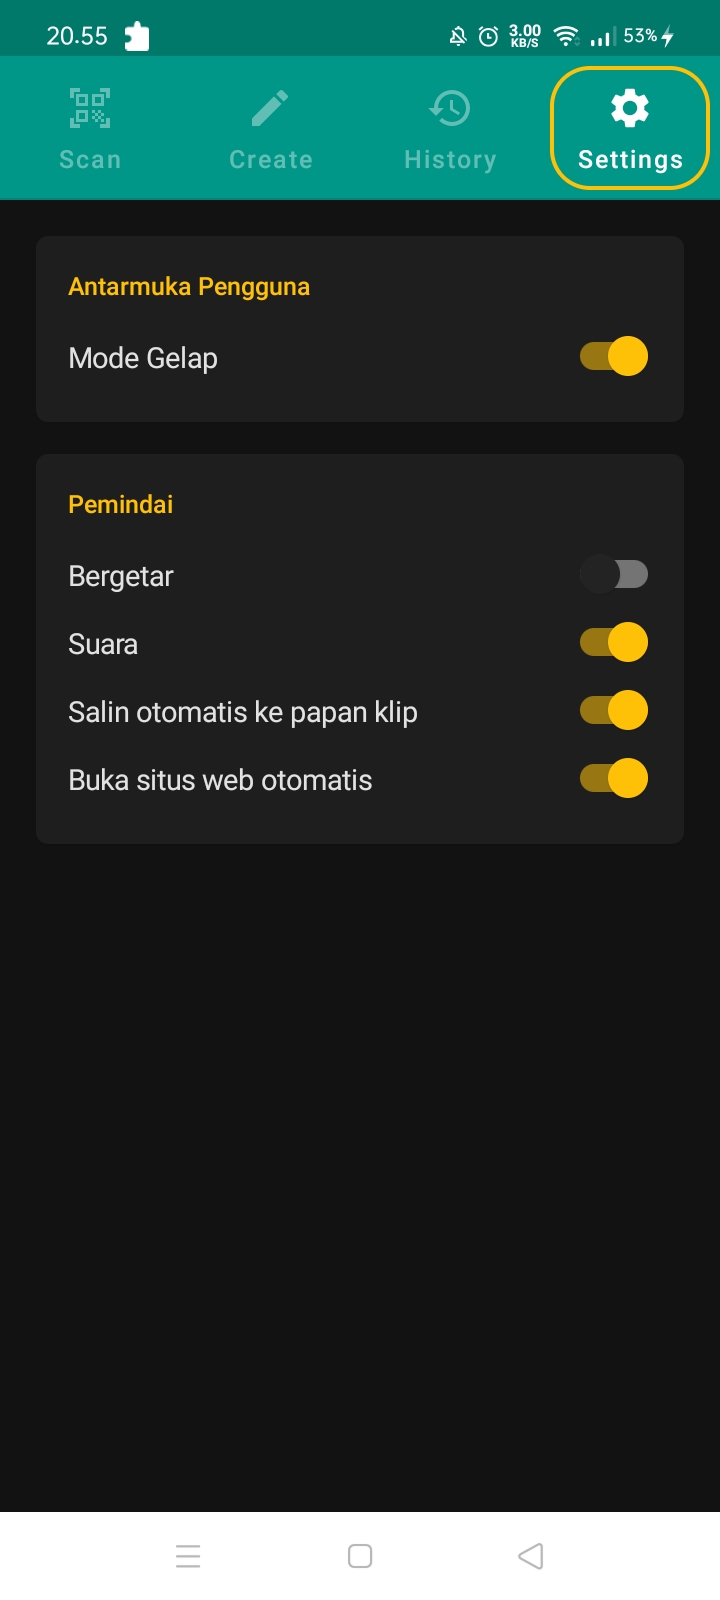 20.55
3.00
KB/S
53%
Scan
Create
History
Settings
Antarmuka Pengguna
Mode Gelap
Pemindai
Bergetar
Suara
Salin otomatis ke papan klip
Buka situs web otomatis